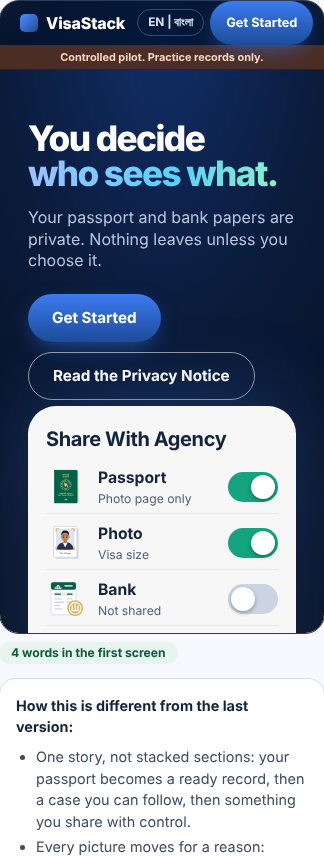 VisaStack
EN | বাংলা
Get Started
Controlled pilot. Practice records only.
You decide
who sees what.
Your passport and bank papers are
private. Nothing leaves unless you
choose it.
Get Started
Read the Privacy Notice
Share With Agency
Passport
Photo page only
Photo
Visa size
Bank
Not shared
4 words in the first screen
How this is different from the last
version:
• One story, not stacked sections: your
passport becomes a ready record, then
a case you can follow, then something
you share with control.
• Every picture moves for a reason: